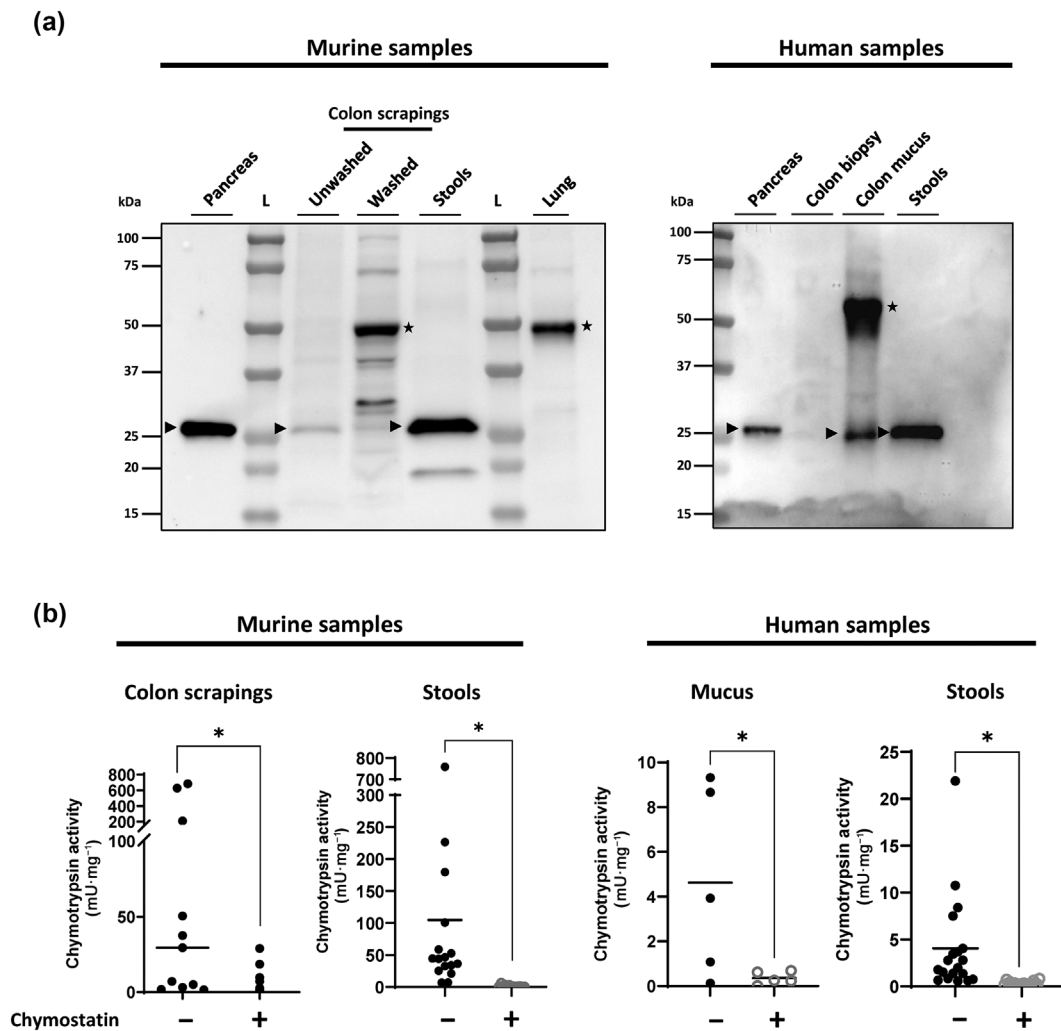 (a)
Murine samples
Human samples
Colon scrapings
kDa
Pancreas
L
Unwashed
Washed
Stools
L
Lung
100
75
50
37
25
20
15
kDa
Pancreas
Colon biopsy
Colon mucus
Stools
100
75
50
37
25
20
15
(b)
Murine samples
Human samples
Colon scrapings
Stools
Mucus
Stools
Chymotrypsin activity
(mU·mg⁻¹)
800
600
400
200
100
50
0
*
Chymotrypsin activity
(mU·mg⁻¹)
800
700
300
250
200
150
100
50
0
*
Chymotrypsin activity
(mU·mg⁻¹)
10
8
6
4
2
0
*
Chymotrypsin activity
(mU·mg⁻¹)
25
20
15
10
5
0
*
Chymostatin − + − + − + − +